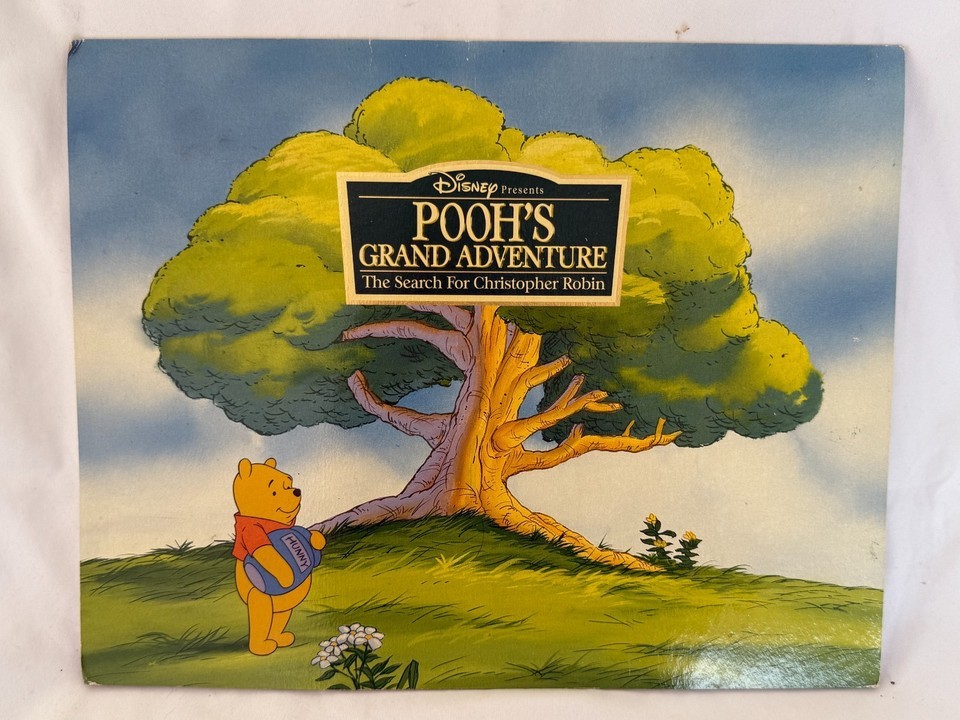 Disney Presents
POOH'S
GRAND ADVENTURE
The Search For Christopher Robin
HUNNY